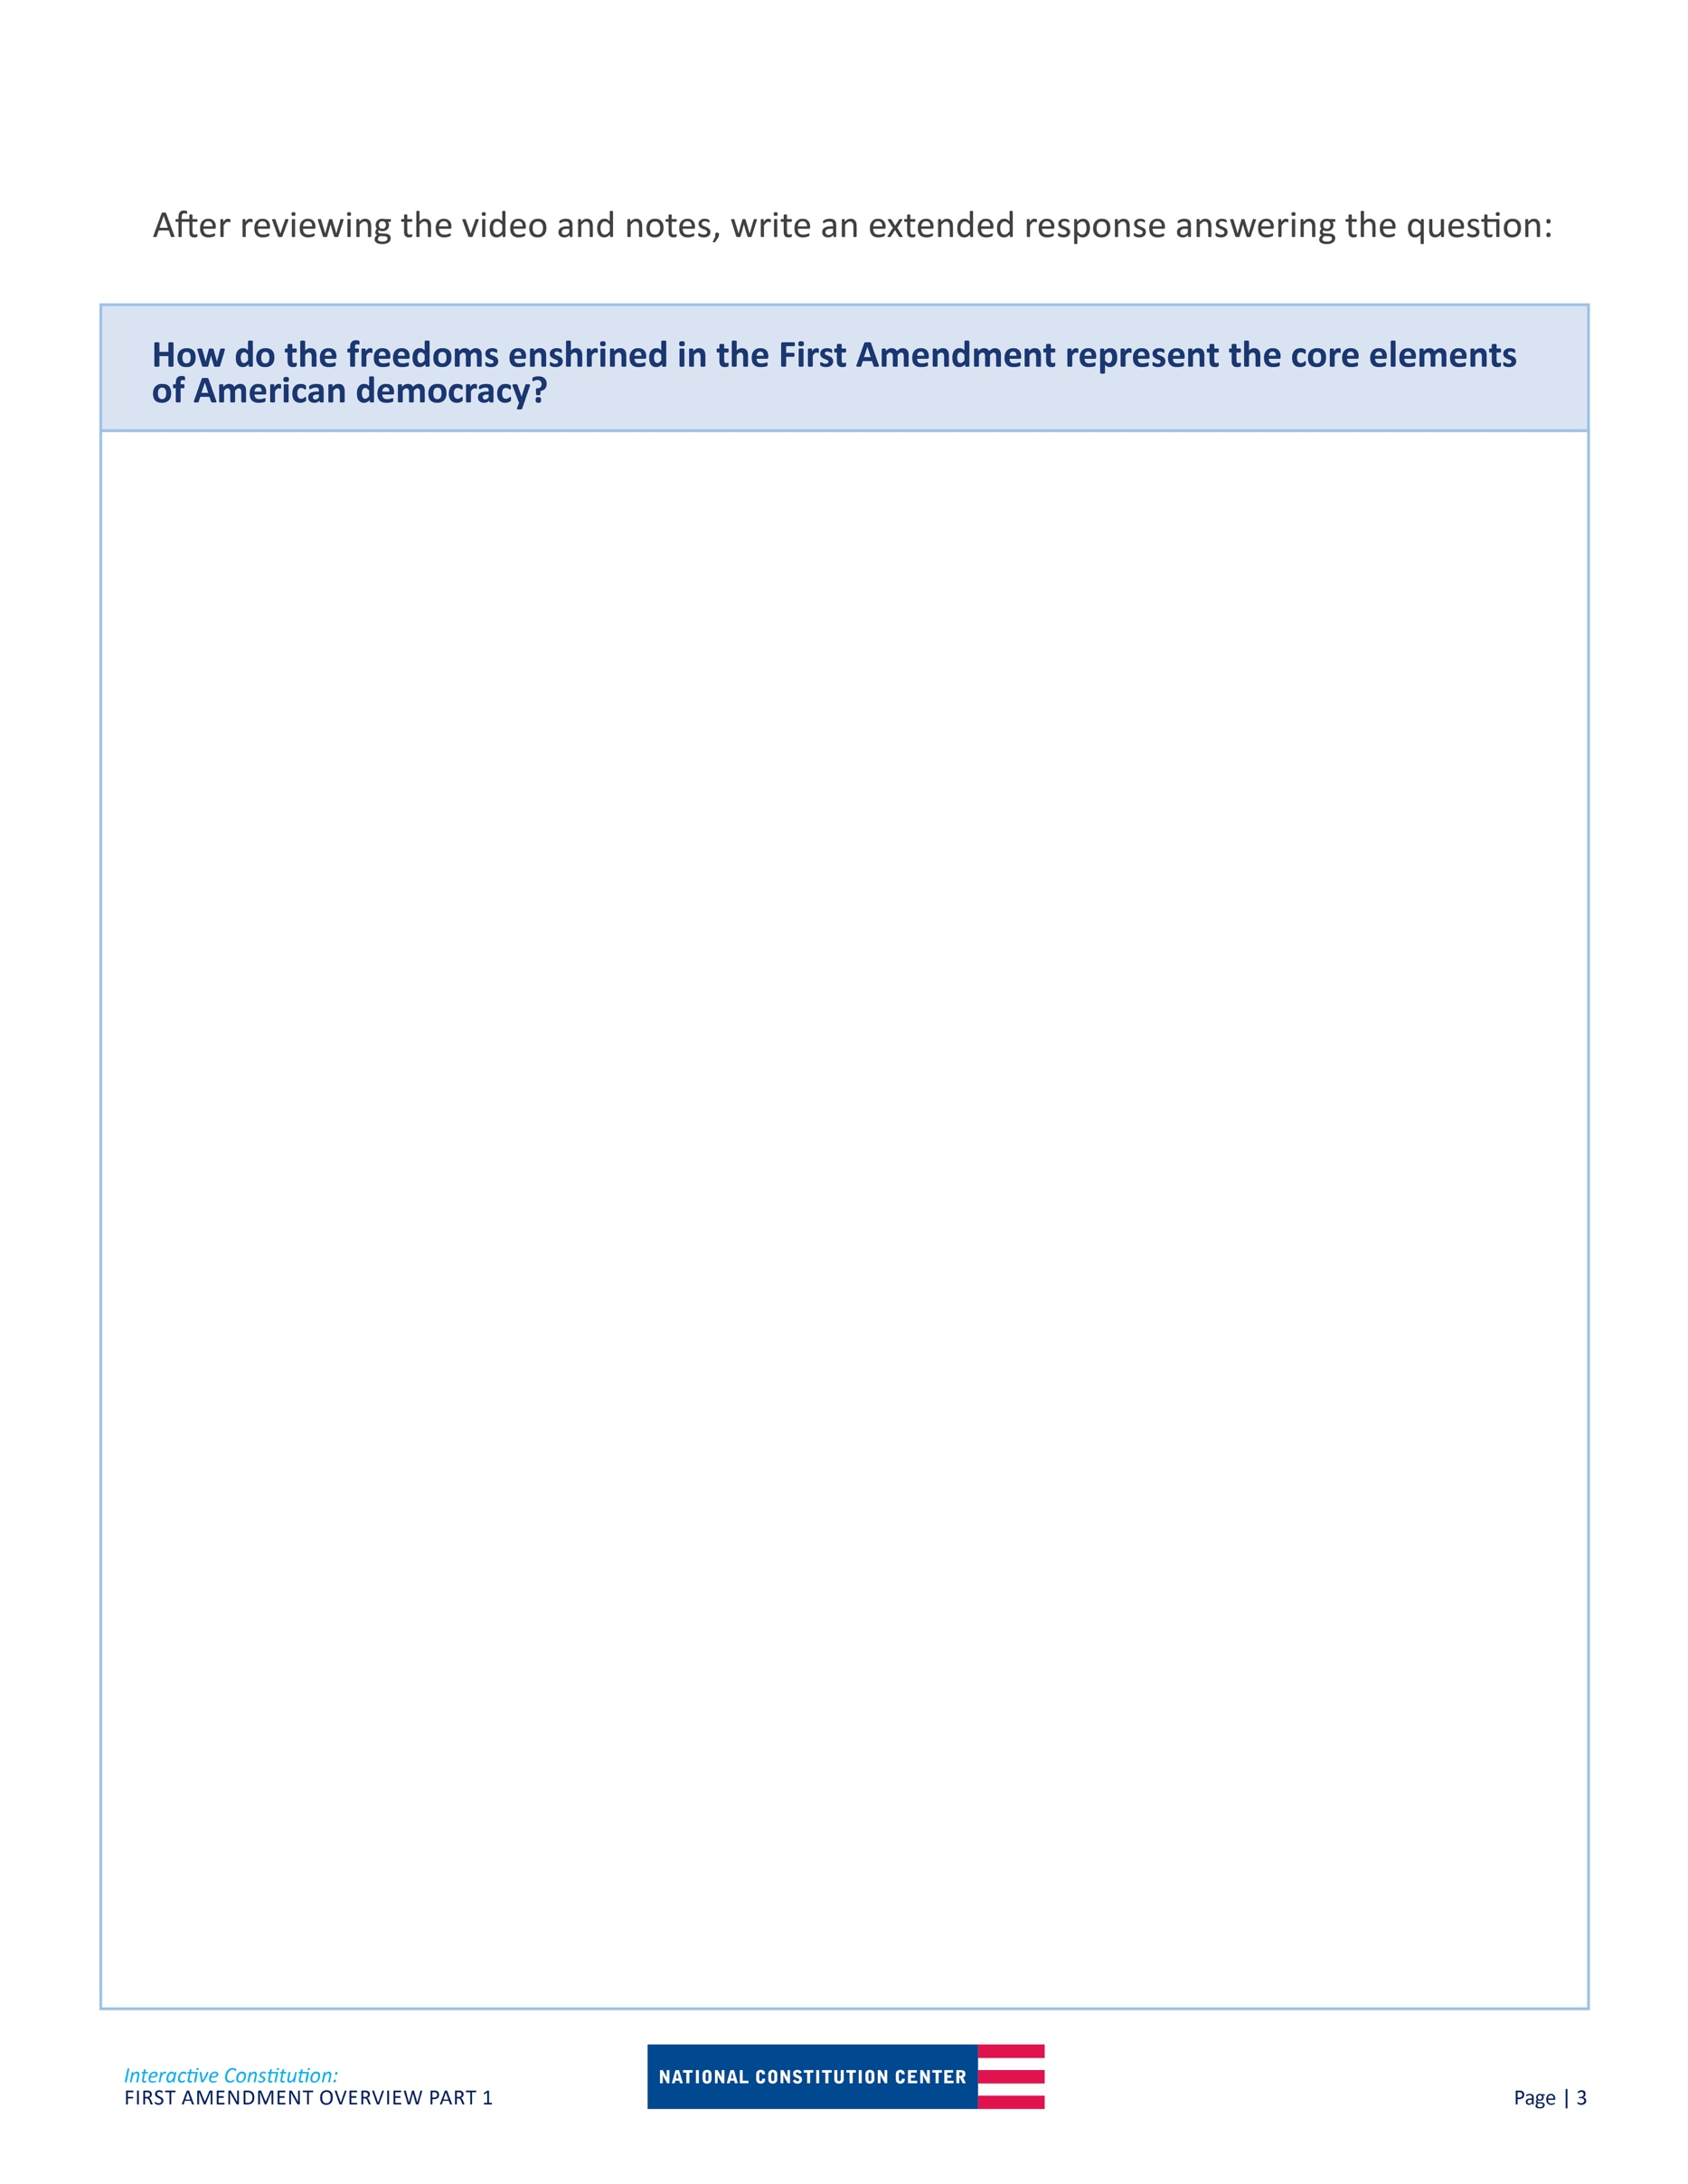 After reviewing the video and notes, write an extended response answering the question:
How do the freedoms enshrined in the First Amendment represent the core elements
of American democracy?
Interactive Constitution:
FIRST AMENDMENT OVERVIEW PART 1
NATIONAL CONSTITUTION CENTER
Page | 3